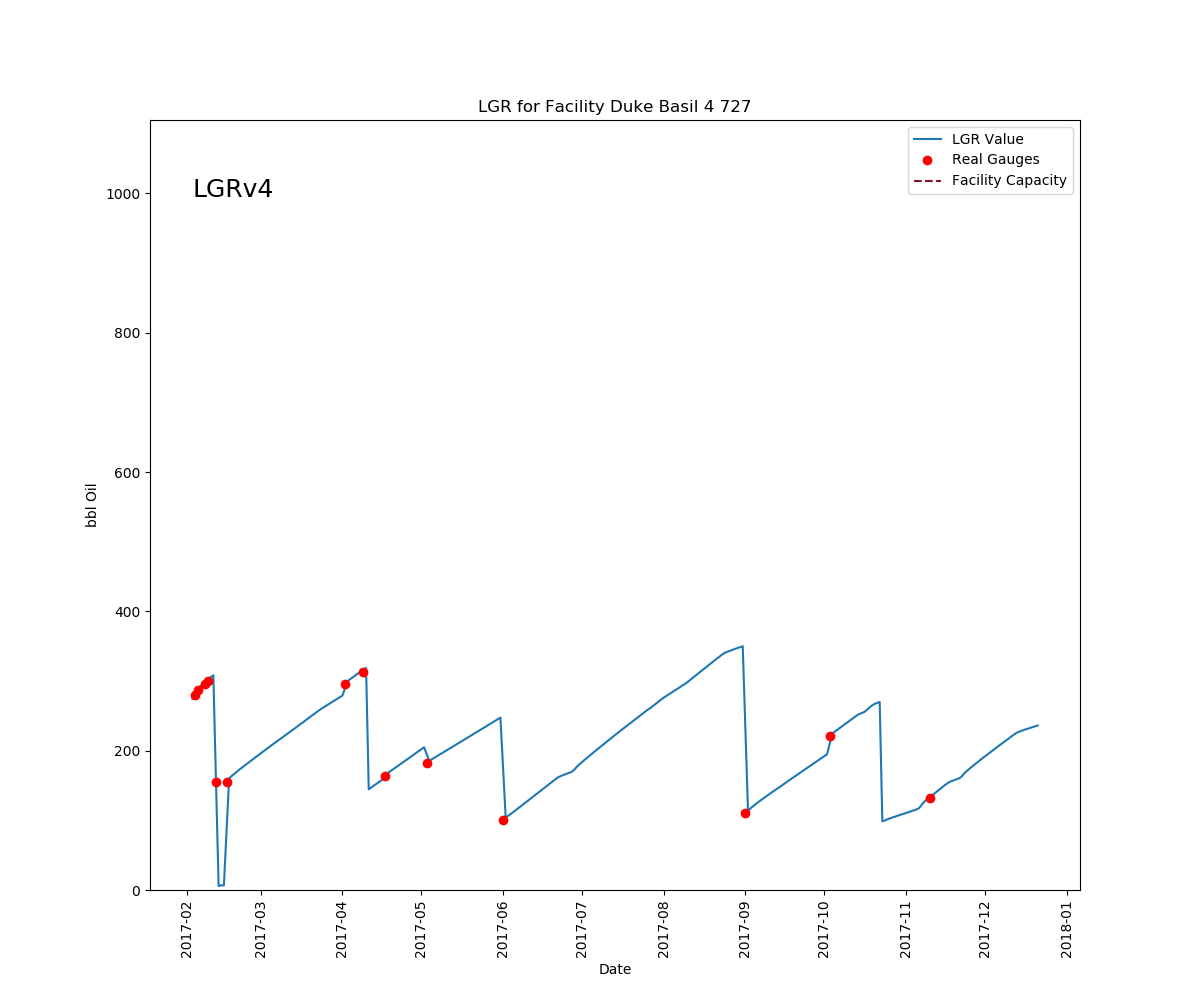 LGR for Facility Duke Basil 4 727
LGRv4
LGR Value
Real Gauges
Facility Capacity
1000
800
600
400
200
0
bbl Oil
2017-02
2017-03
2017-04
2017-05
2017-06
2017-07
2017-08
2017-09
2017-10
2017-11
2017-12
2018-01
Date